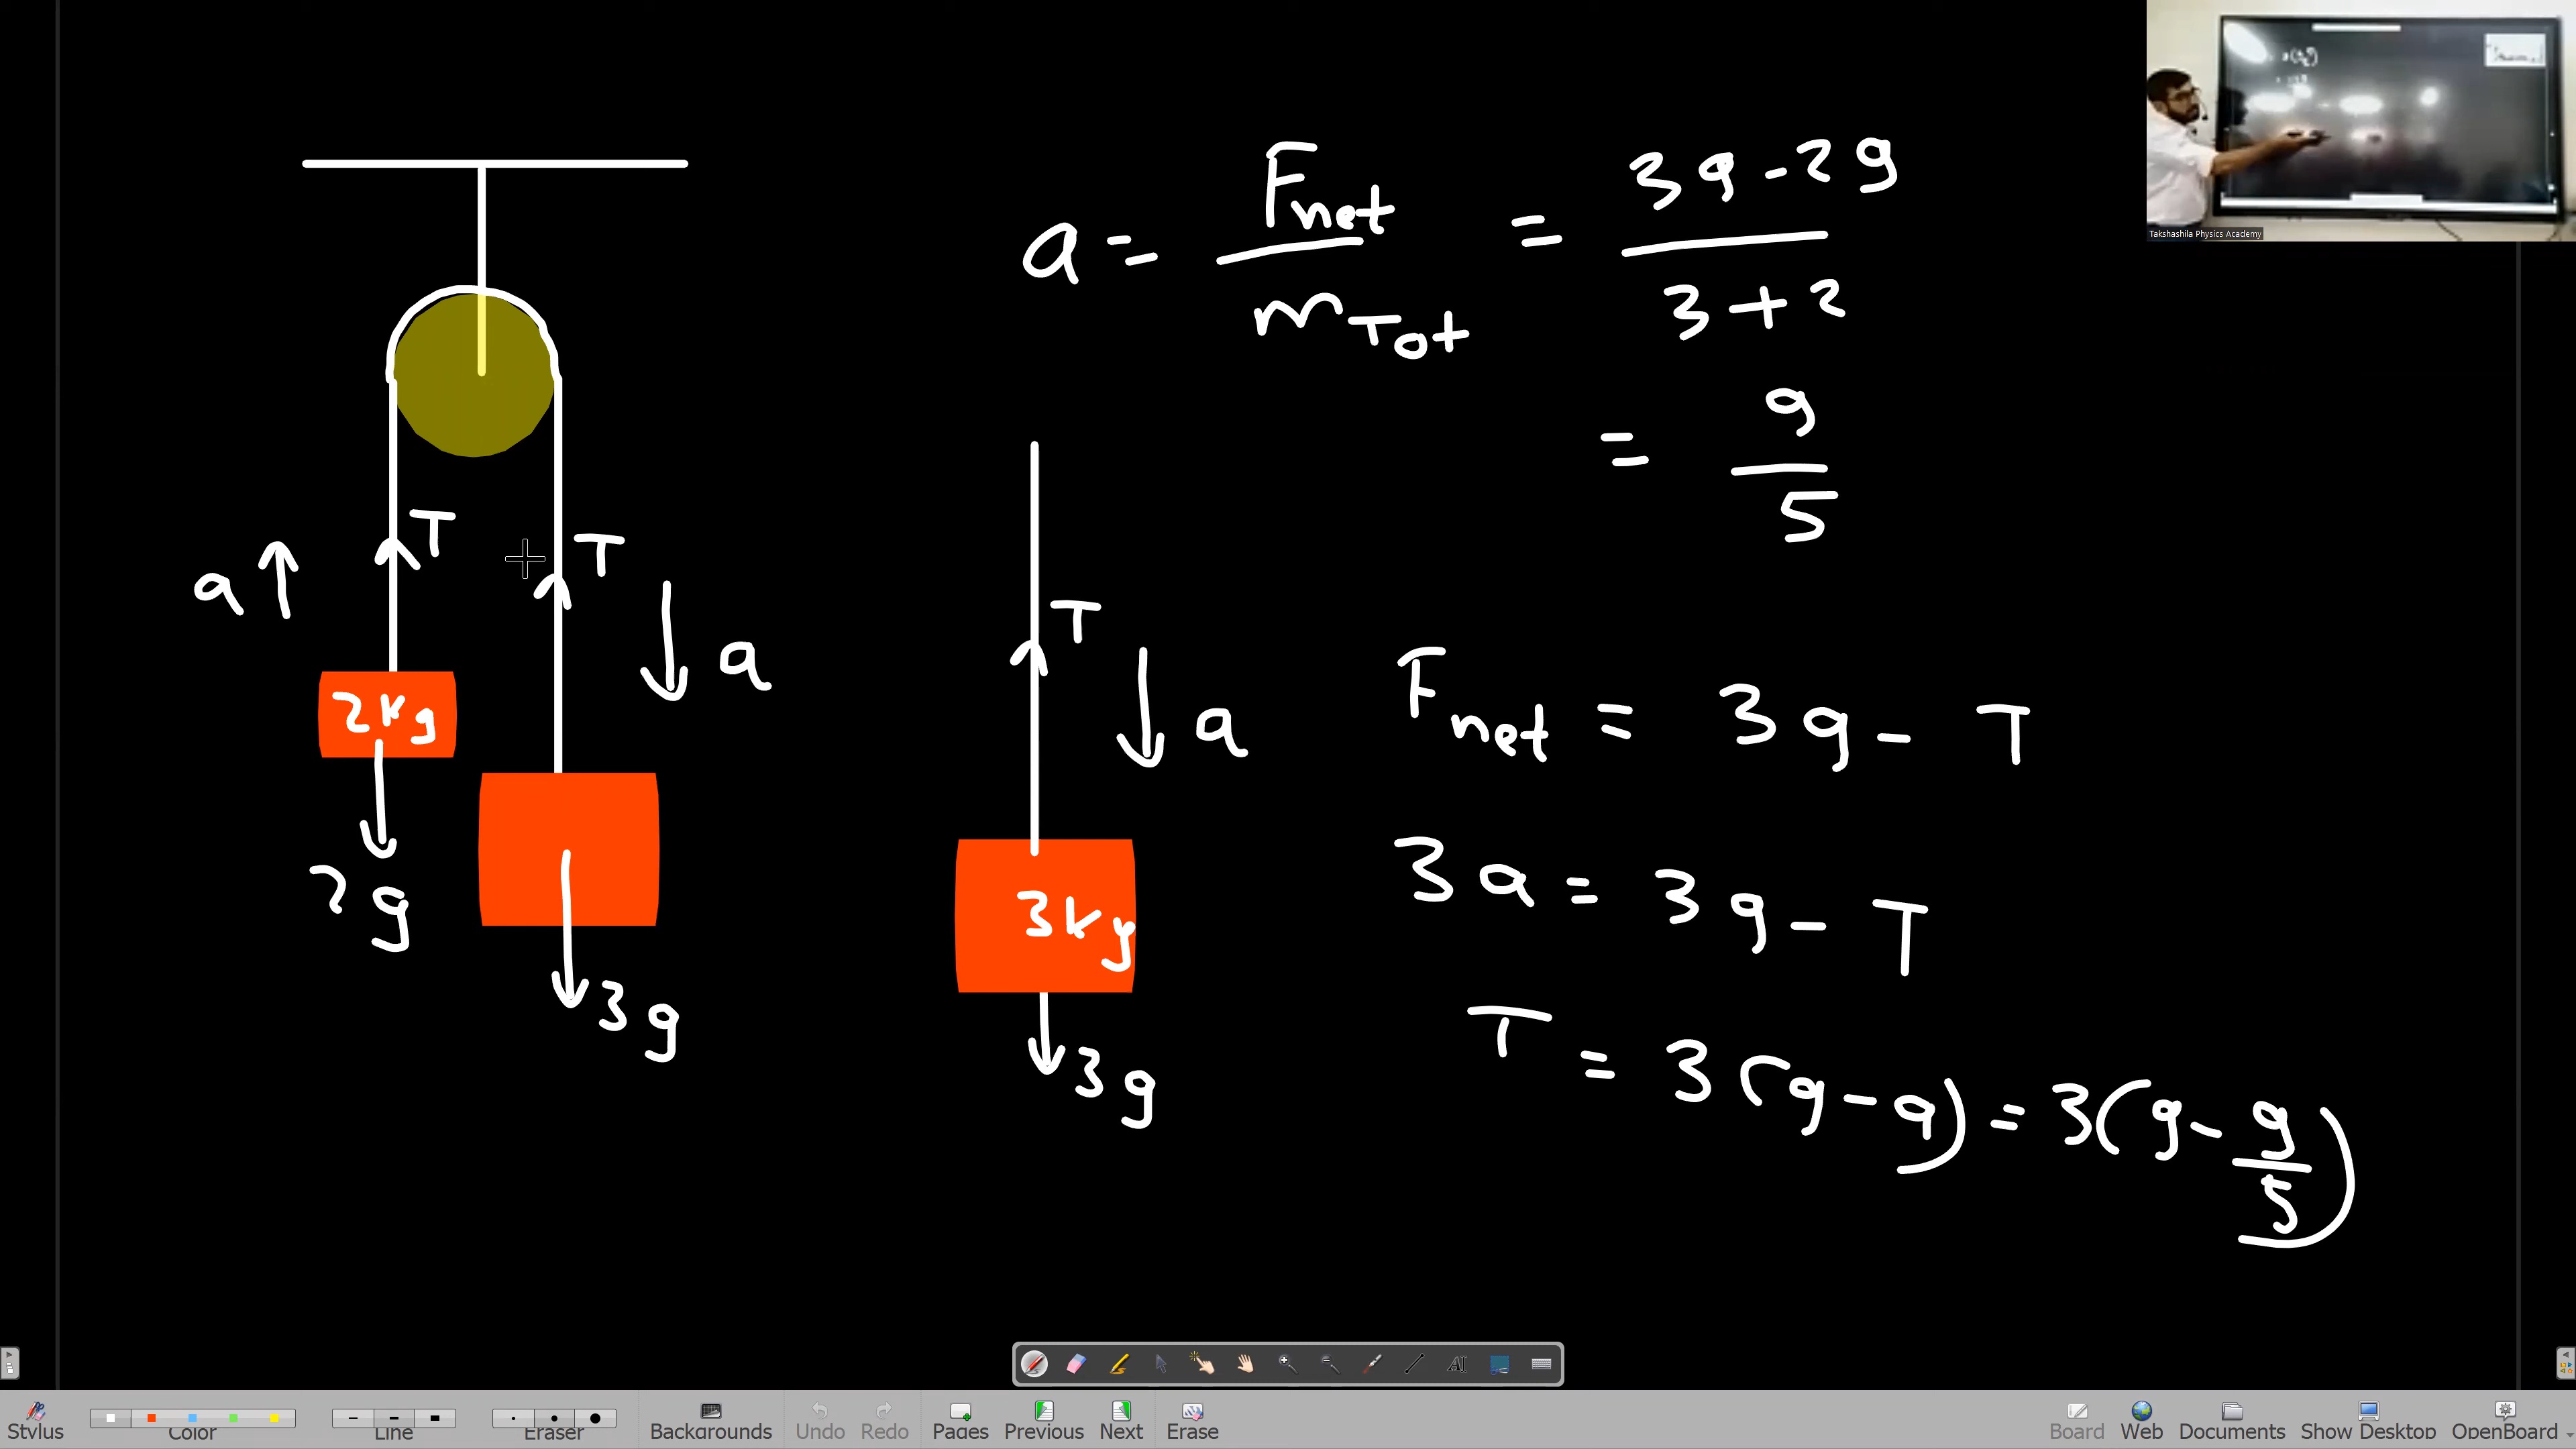 a = Fnet / mTot = 3g - 2g / 3 + 2
= g / 5
T
T
a
a
2kg
2g
3g
T
a
3kg
3g
Fnet = 3g - T
3a = 3g - T
T = 3(g - a) = 3(g - g/5)
Takshashila Physics Academy
Stylus
Color
Line
Eraser
Backgrounds
Undo
Redo
Pages
Previous
Next
Erase
Board
Web
Documents
Show Desktop
OpenBoard